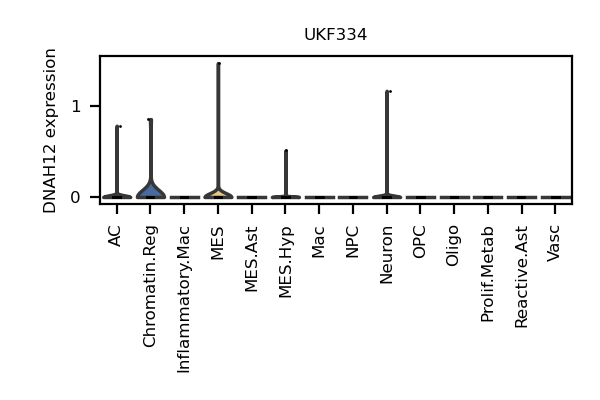 UKF334
DNAH12 expression
1
0
AC
Chromatin.Reg
Inflammatory.Mac
MES
MES.Ast
MES.Hyp
Mac
NPC
Neuron
OPC
Oligo
Prolif.Metab
Reactive.Ast
Vasc